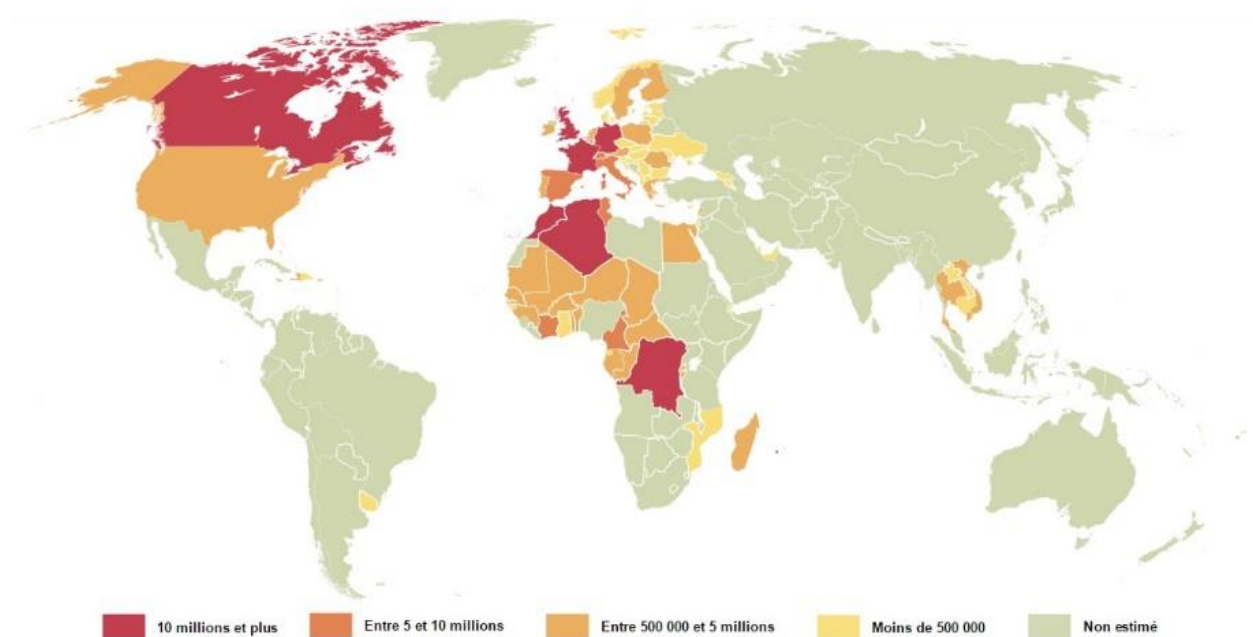 10 millions et plus
Entre 5 et 10 millions
Entre 500 000 et 5 millions
Moins de 500 000
Non estimé